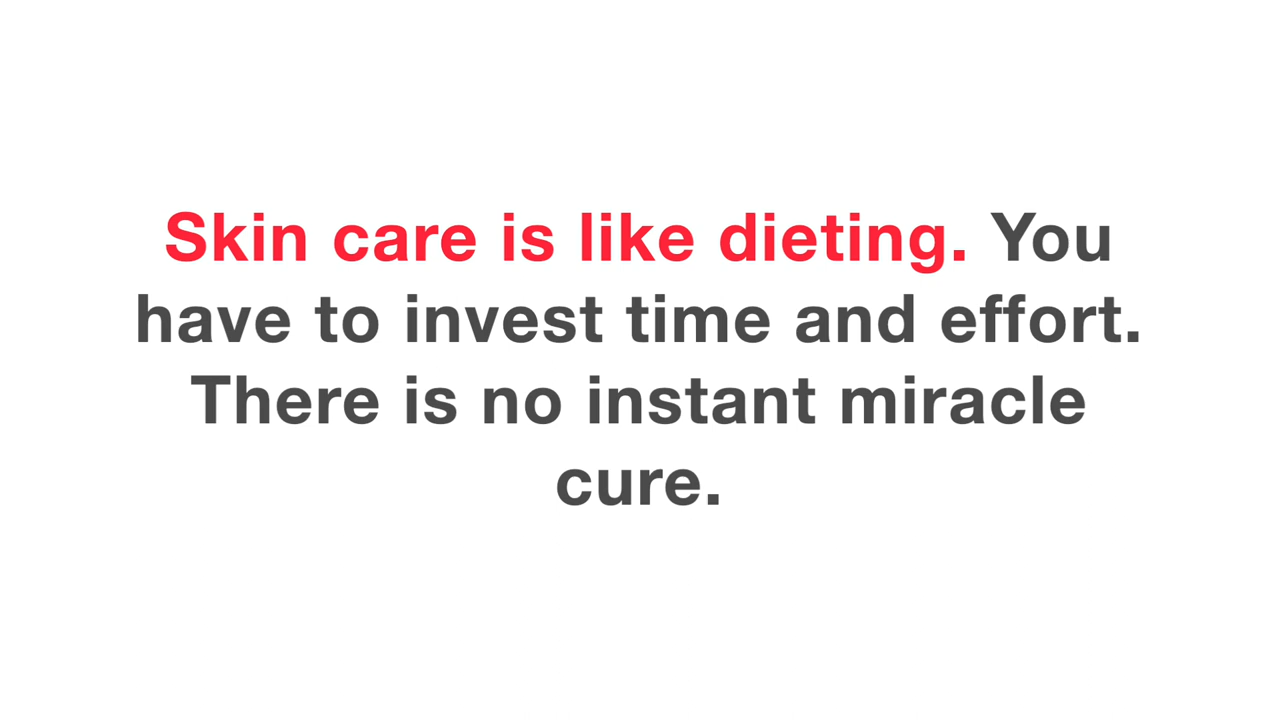 Skin care is like dieting. You
have to invest time and effort.
There is no instant miracle
cure.